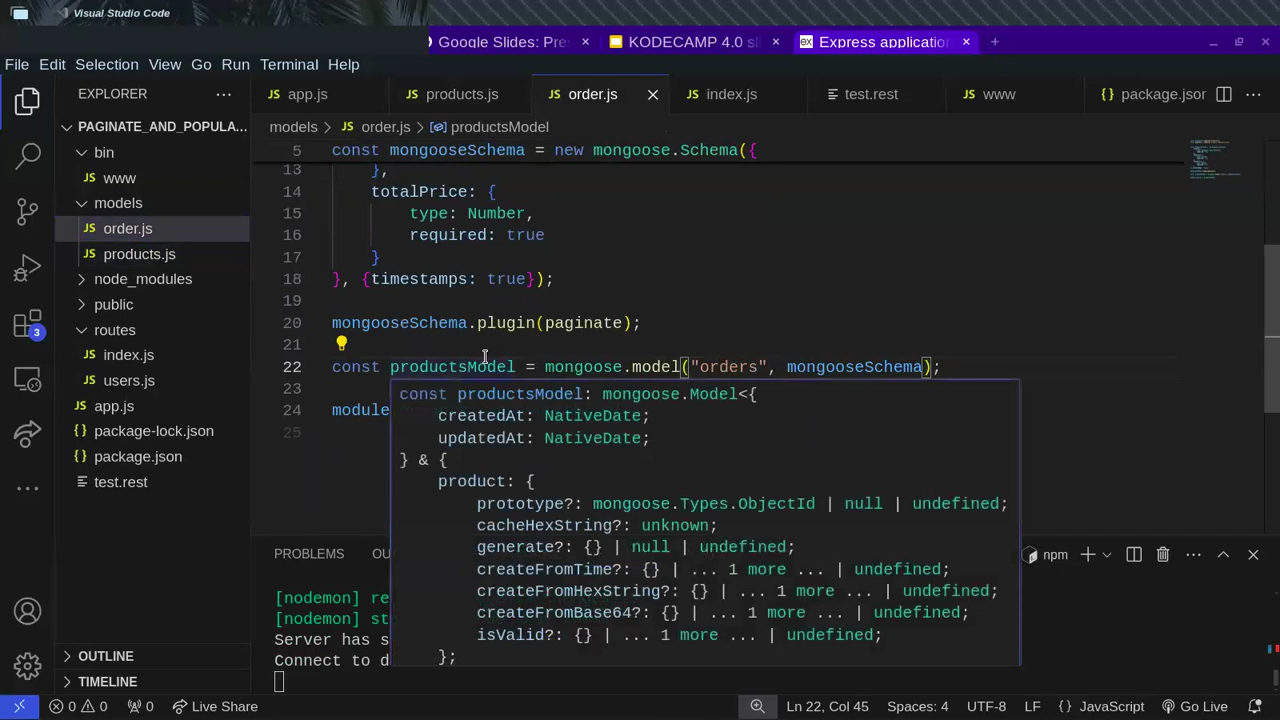 Visual Studio Code
Google Slides: Pres
KODECAMP 4.0 sli
Express application
File Edit Selection View Go Run Terminal Help
EXPLORER
app.js
products.js
order.js
index.js
test.rest
www
package.json
PAGINATE_AND_POPULA...
models > order.js > productsModel
bin
www
models
order.js
products.js
node_modules
public
routes
index.js
users.js
app.js
package-lock.json
package.json
test.rest
OUTLINE
TIMELINE
5 const mongooseSchema = new mongoose.Schema({
13 },
14 totalPrice: {
15 type: Number,
16 required: true
17 }
18 }, {timestamps: true});
19
20 mongooseSchema.plugin(paginate);
21
22 const productsModel = mongoose.model("orders", mongooseSchema);
23
24 module
25
const productsModel: mongoose.Model<{
createdAt: NativeDate;
updatedAt: NativeDate;
} & {
product: {
prototype?: mongoose.Types.ObjectId | null | undefined;
cacheHexString?: unknown;
generate?: {} | null | undefined;
createFromTime?: {} | ... 1 more ... | undefined;
createFromHexString?: {} | ... 1 more ... | undefined;
createFromBase64?: {} | ... 1 more ... | undefined;
isValid?: {} | ... 1 more ... | undefined;
};
PROBLEMS OU
npm
[nodemon] re
[nodemon] st
Server has s
Connect to d
3
0 0 0 Live Share
Ln 22, Col 45 Spaces: 4 UTF-8 LF {} JavaScript Go Live